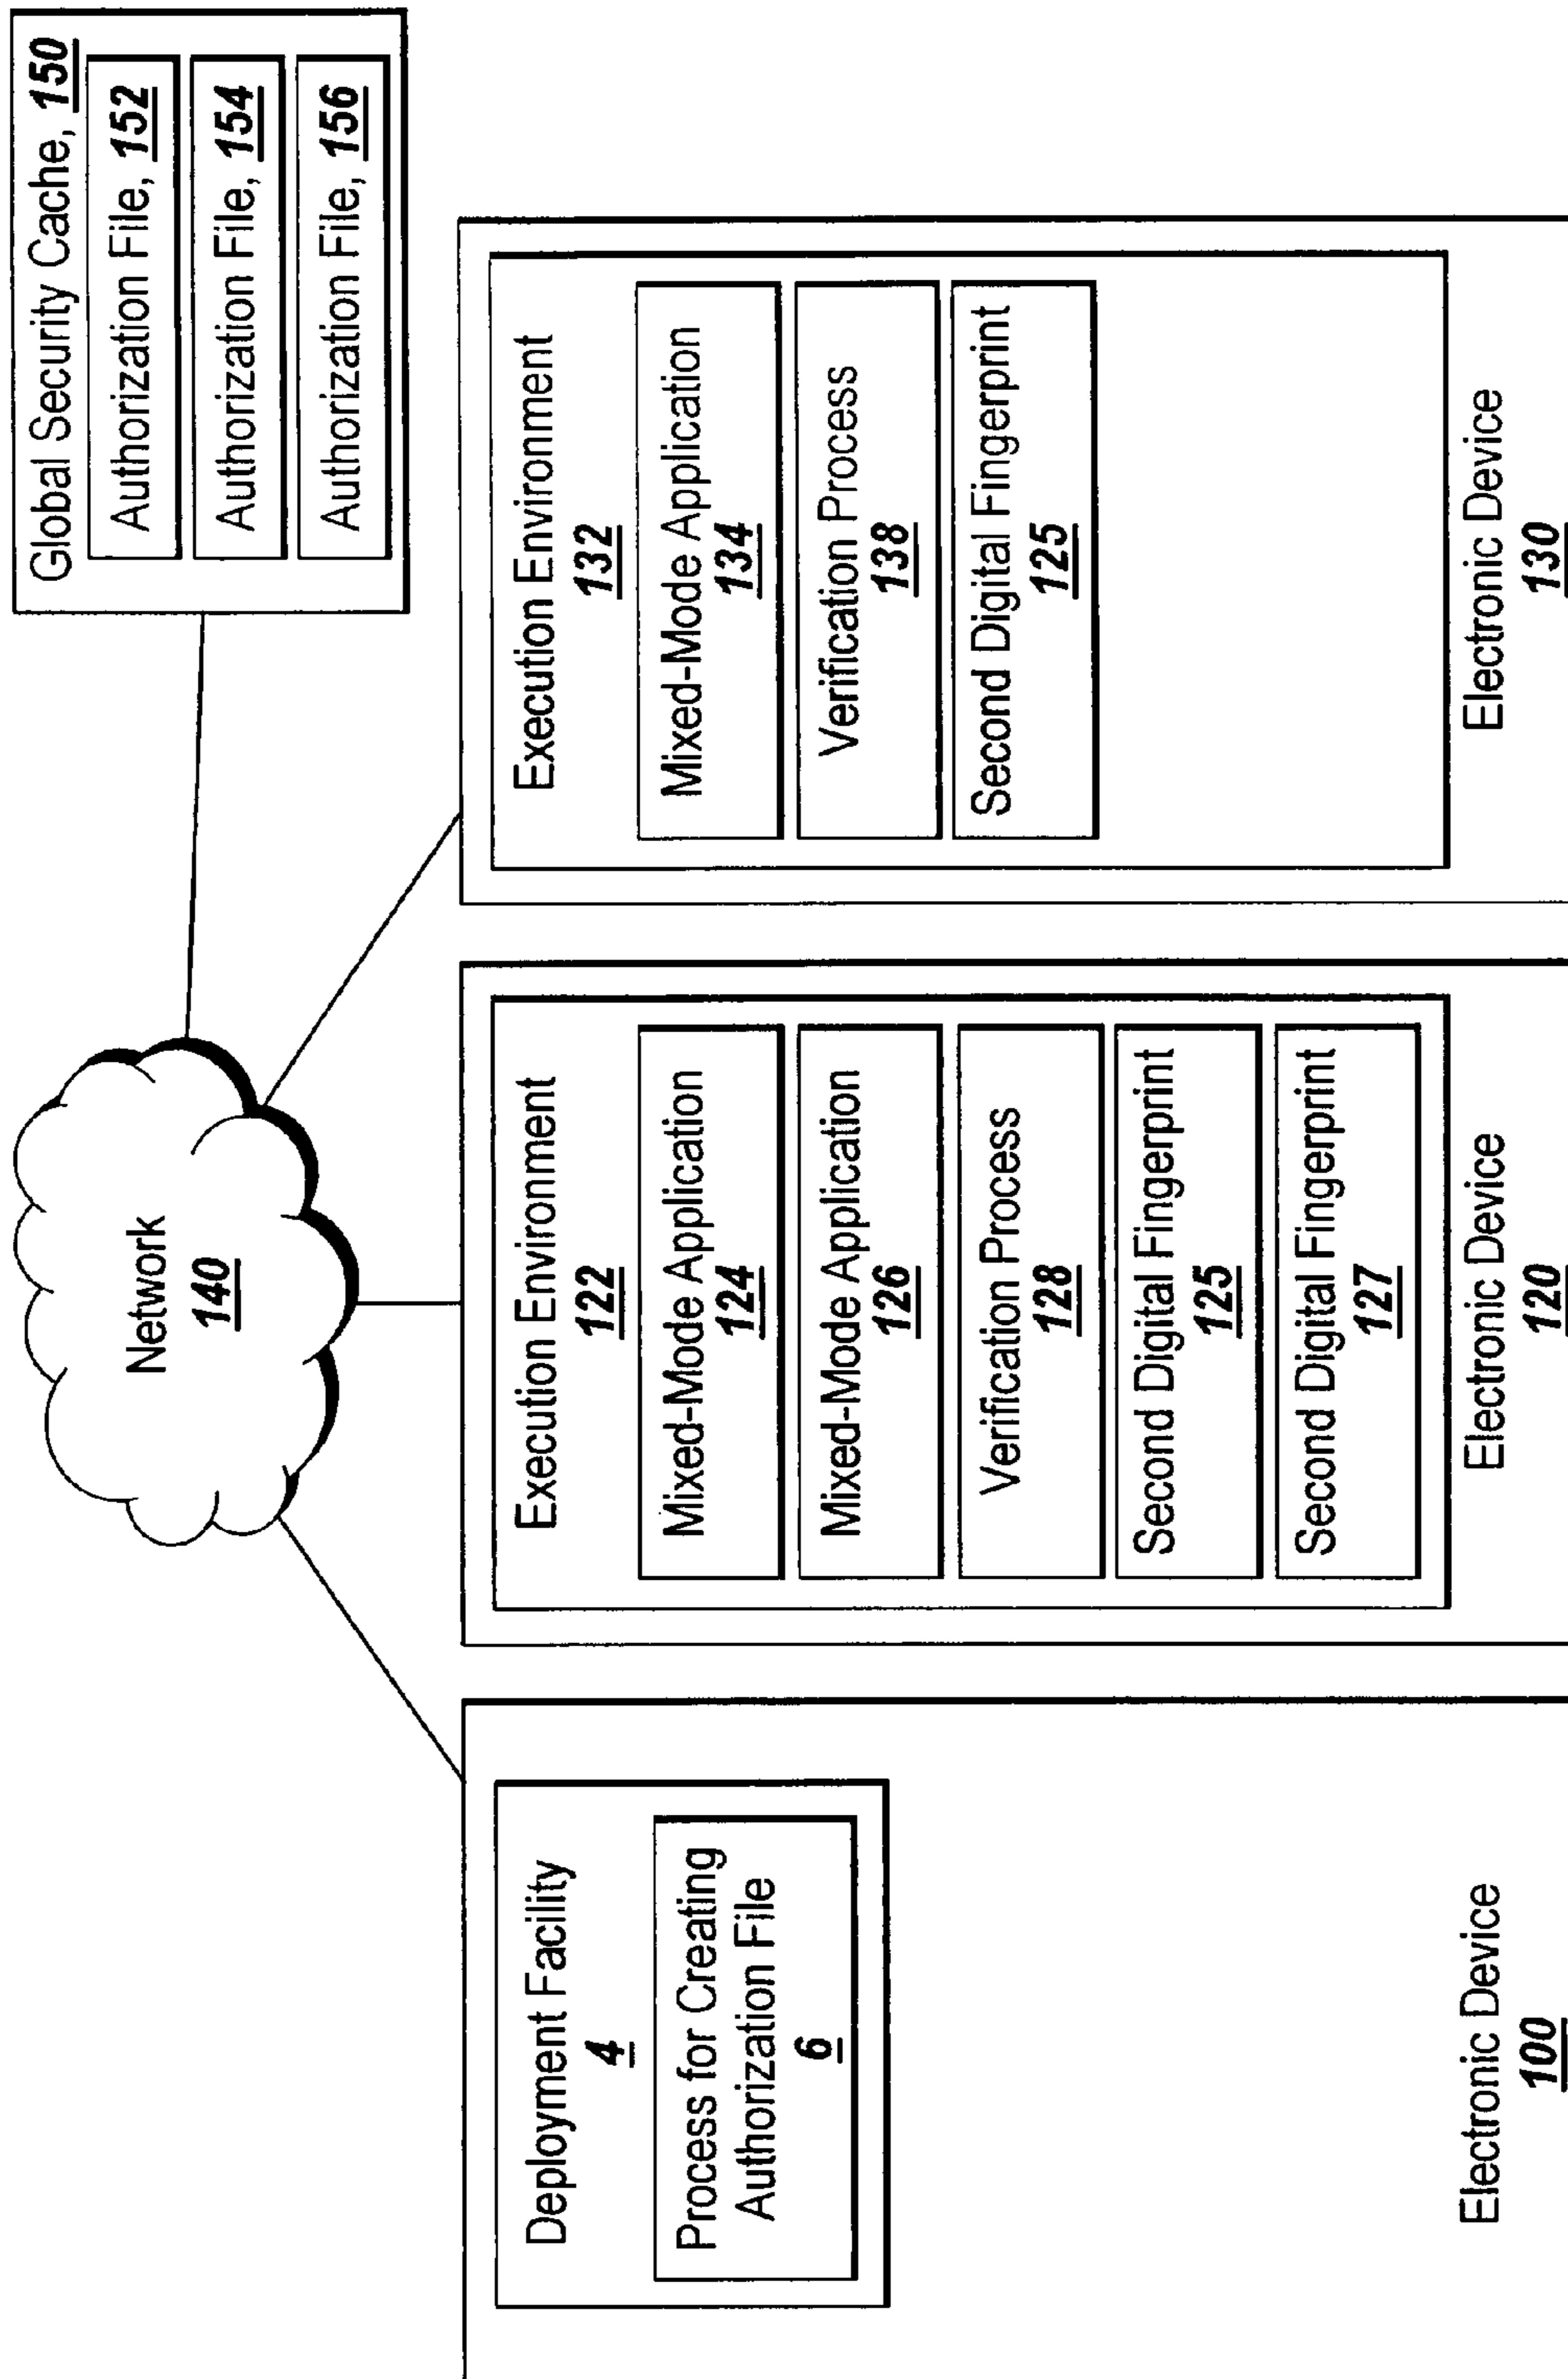 Global Security Cache, 150
Authorization File, 152
Authorization File, 154
Authorization File, 156
Network
140
Deployment Facility
4
Process for Creating
Authorization File
6
Electronic Device
100
Execution Environment
122
Mixed-Mode Application
124
Mixed-Mode Application
126
Verification Process
128
Second Digital Fingerprint
125
Second Digital Fingerprint
127
Electronic Device
120
Execution Environment
132
Mixed-Mode Application
134
Verification Process
138
Second Digital Fingerprint
125
Electronic Device
130